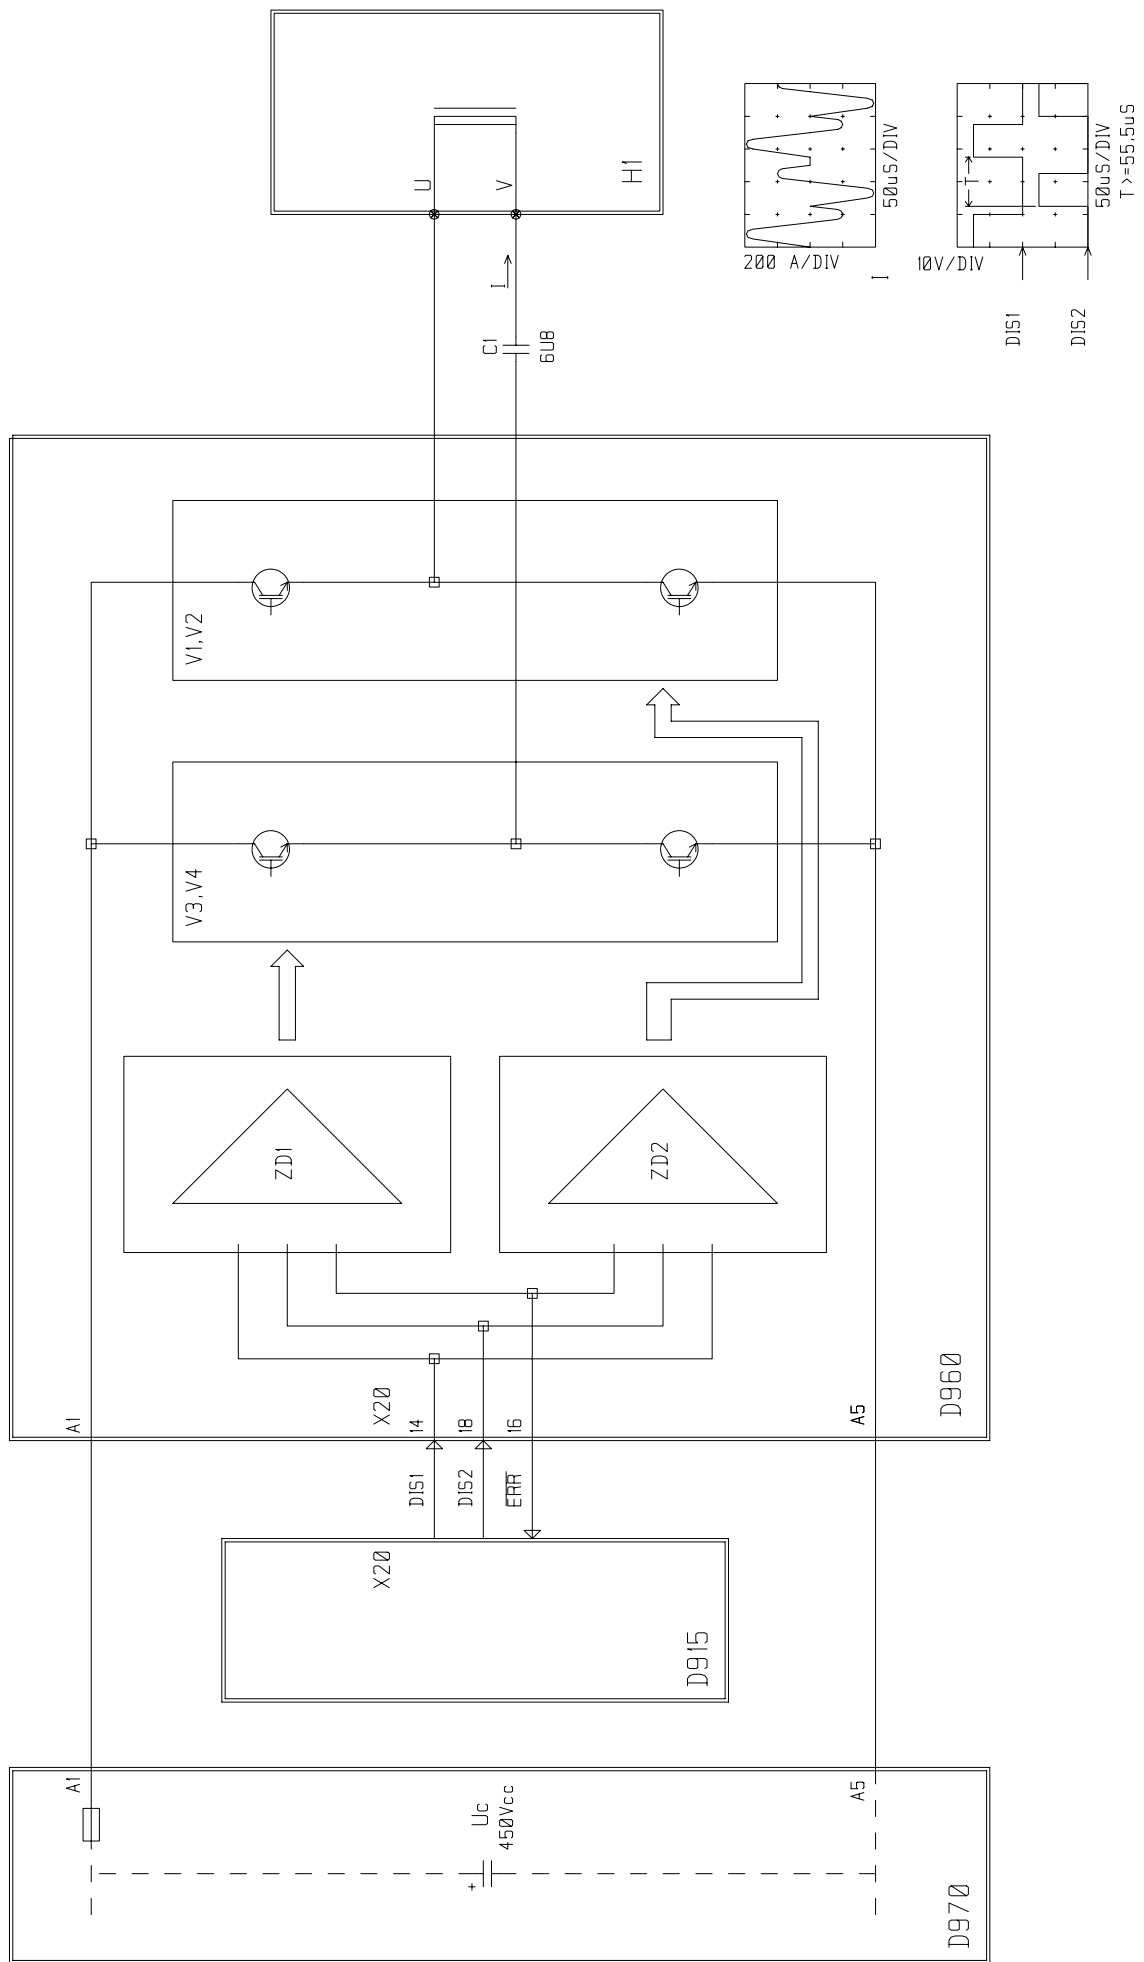 H1
U
V
I
C1
6U8
200 A/DIV
50uS/DIV
I
10V/DIV
50uS/DIV
T >=55,5uS
T
DIS1
DIS2
V1,V2
V3,V4
ZD1
ZD2
D960
X20
A1
14
18
16
A5
DIS1
DIS2
ERR
X20
D915
A1
A5
Uc
450Vcc
+
D970